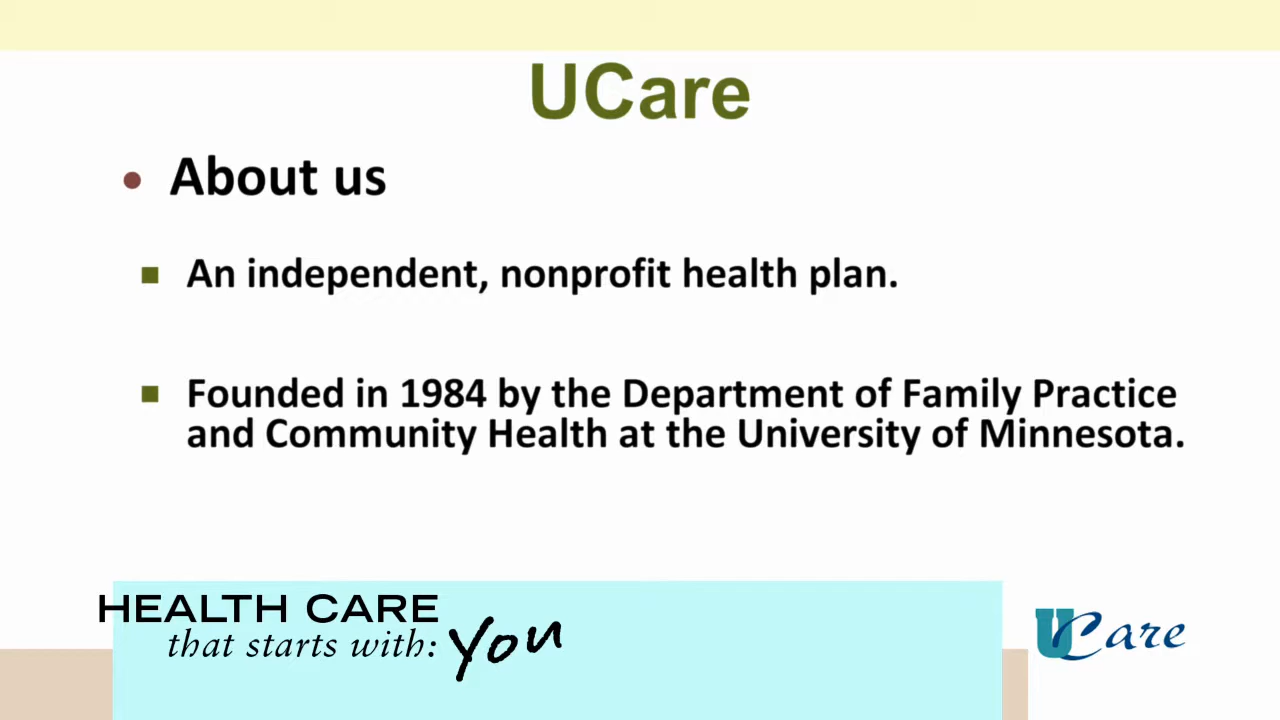 UCare
• About us
▪ An independent, nonprofit health plan.
▪ Founded in 1984 by the Department of Family Practice
and Community Health at the University of Minnesota.
HEALTH CARE
that starts with: you
UCare